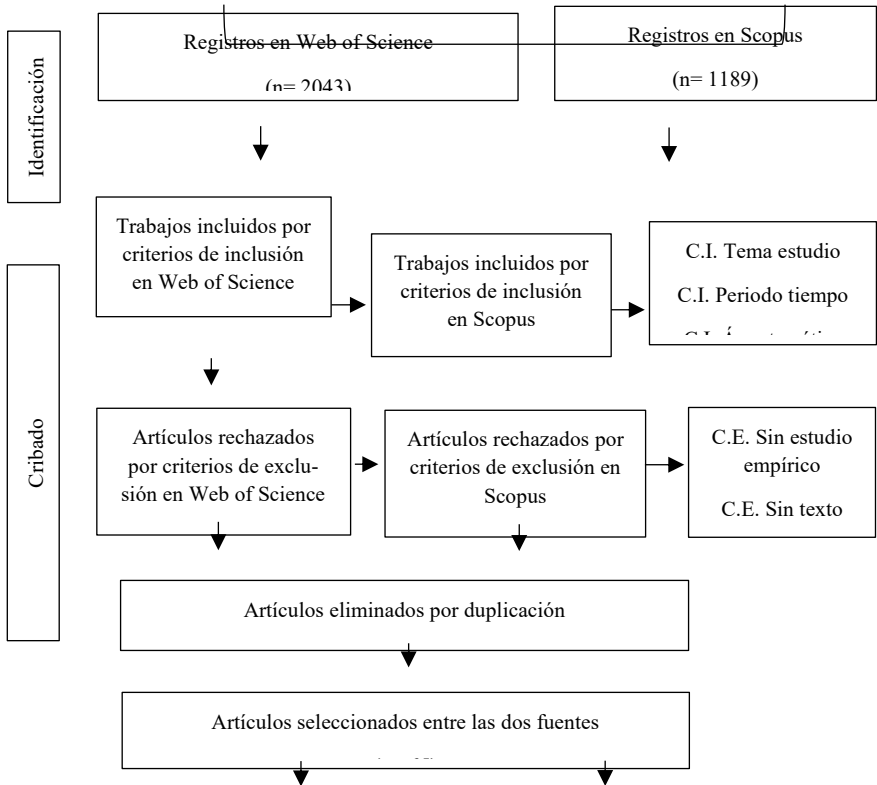 Identificación
Registros en Web of Science
(n= 2043)
Registros en Scopus
(n= 1189)
Cribado
Trabajos incluidos por
criterios de inclusión
en Web of Science
Trabajos incluidos por
criterios de inclusión
en Scopus
C.I. Tema estudio
C.I. Periodo tiempo
C.I.
Artículos rechazados
por criterios de exclu-
sión en Web of Science
Artículos rechazados por
criterios de exclusión en
Scopus
C.E. Sin estudio
empírico
C.E. Sin texto
Artículos eliminados por duplicación
Artículos seleccionados entre las dos fuentes